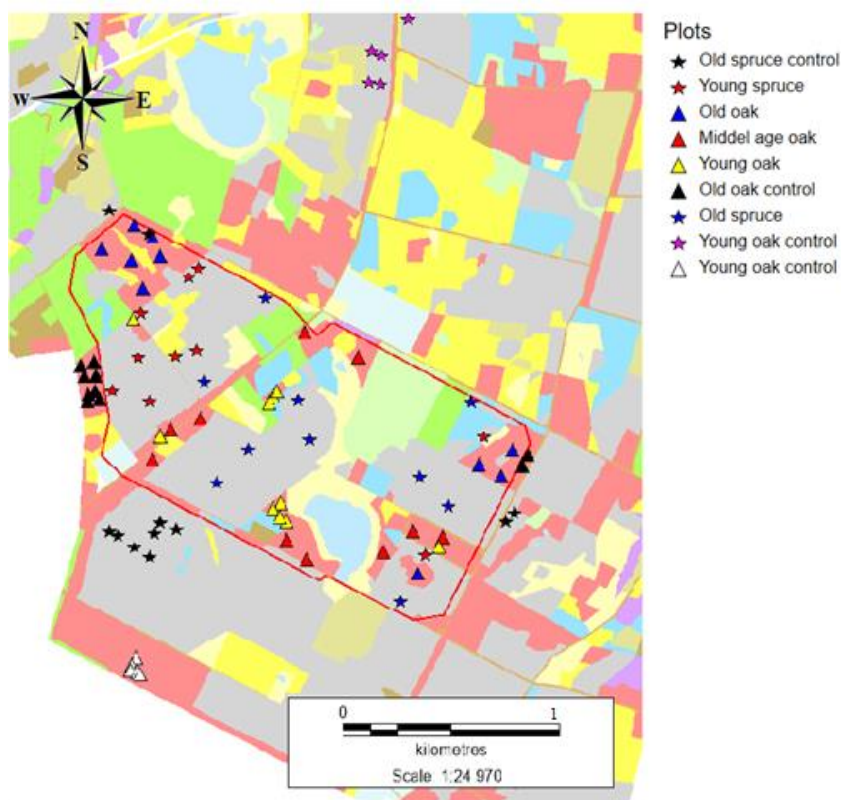 N
W
E
S
Plots
Old spruce control
Young spruce
Old oak
Middel age oak
Young oak
Old oak control
Old spruce
Young oak control
Young oak control
0 1
kilometres
Scale 1:24 970